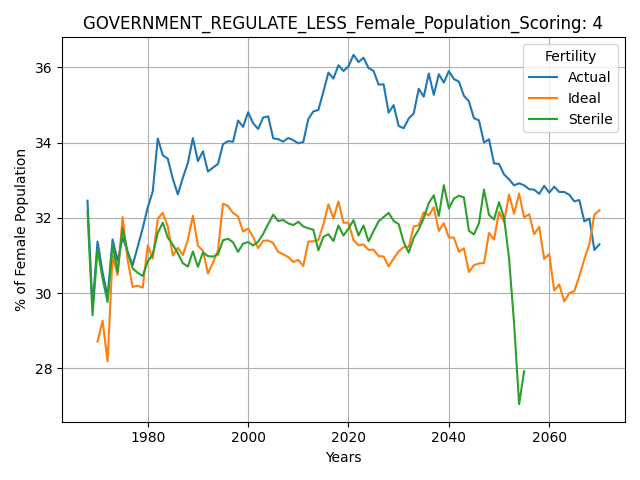 GOVERNMENT_REGULATE_LESS_Female_Population_Scoring: 4
Fertility
Actual
Ideal
Sterile
% of Female Population
36
34
32
30
28
1980
2000
2020
2040
2060
Years